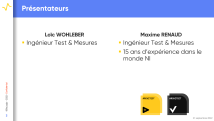 Présentateurs
Loïc WOHLEBER
Ingénieur Test & Mesures
Maxime RENAUD
Ingénieur Test & Mesures
15 ans d'expérience dans le
monde NI